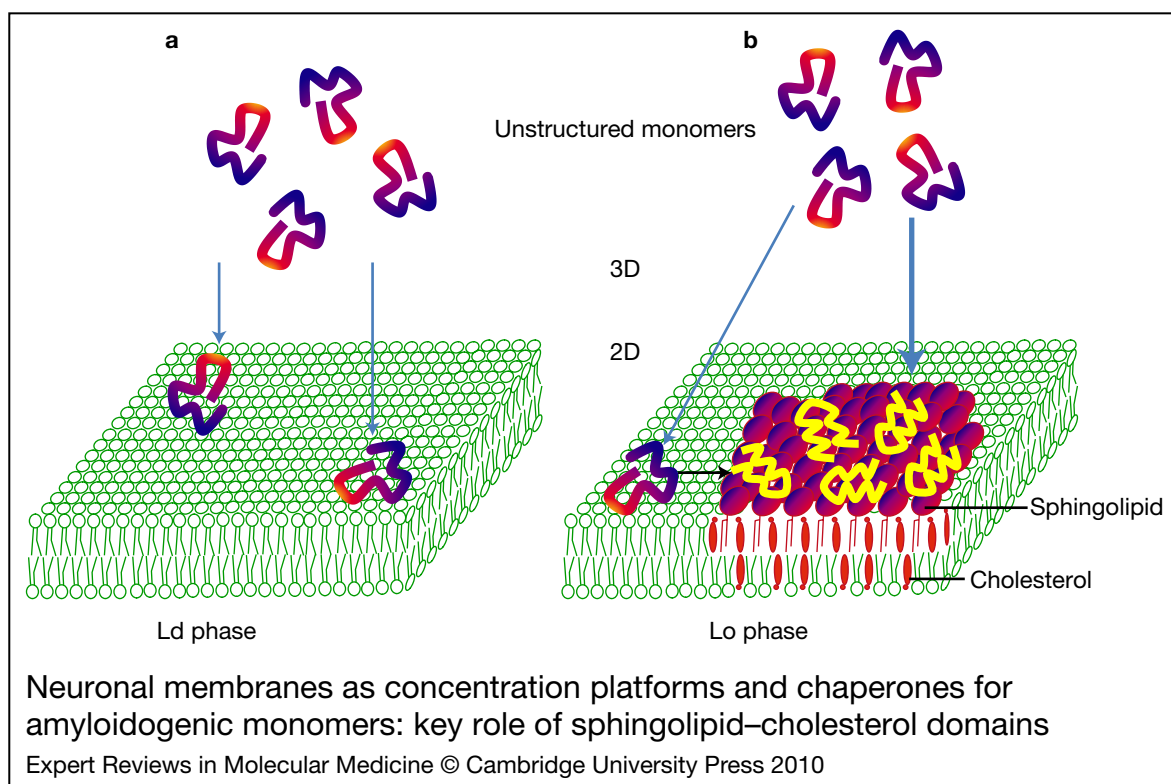 a
b
Unstructured monomers
3D
2D
Sphingolipid
Cholesterol
Ld phase
Lo phase
Neuronal membranes as concentration platforms and chaperones for
amyloidogenic monomers: key role of sphingolipid–cholesterol domains
Expert Reviews in Molecular Medicine © Cambridge University Press 2010